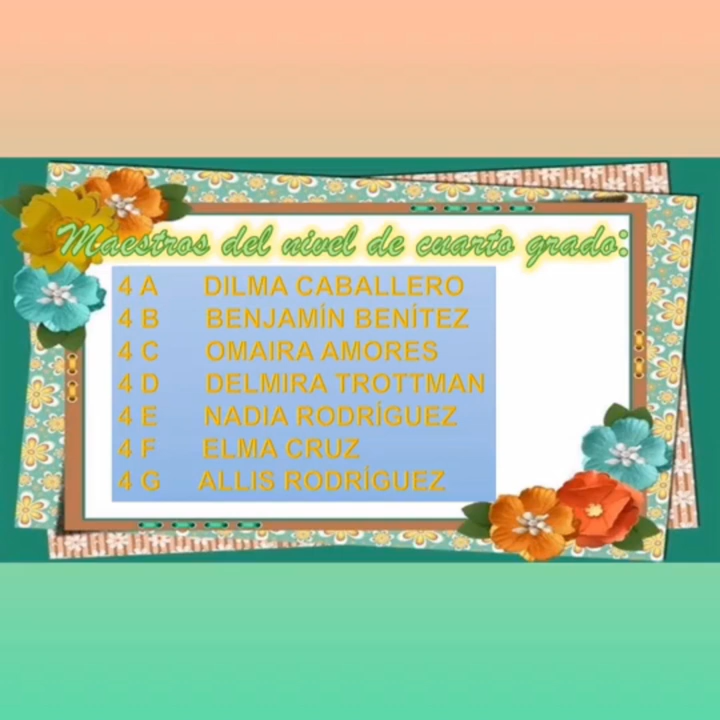 Maestros del nivel de cuarto grado:
4 A DILMA CABALLERO
4 B BENJAMÍN BENÍTEZ
4 C OMAIRA AMORES
4 D DELMIRA TROTTMAN
4 E NADIA RODRÍGUEZ
4 F ELMA CRUZ
4 G ALLIS RODRÍGUEZ